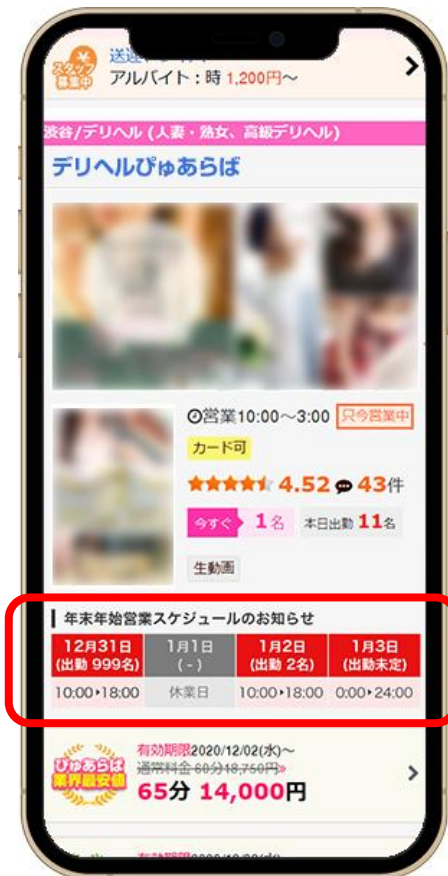 スタッフ
募集中
アルバイト：時 1,200円～
渋谷/デリヘル (人妻・熟女、高級デリヘル)
デリヘルぴゅあらば
営業10:00～3:00 只今営業中
カード可
4.52 43件
今すぐ 1名 本日出勤 11名
生動画
年末年始営業スケジュールのお知らせ
12月31日 1月1日 1月2日 1月3日
(出勤 999名) ( - ) (出勤 2名) (出勤未定)
10:00▸18:00 休業日 10:00▸18:00 0:00▸24:00
有効期限2020/12/02(水)～
ぴゅあらば 通常料金 60分18,750円»
業界最安値 65分 14,000円